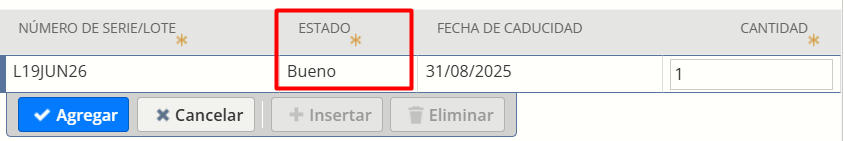 NÚMERO DE SERIE/LOTE* ESTADO* FECHA DE CADUCIDAD CANTIDAD*
L19JUN26 Bueno 31/08/2025 1
Agregar Cancelar Insertar Eliminar